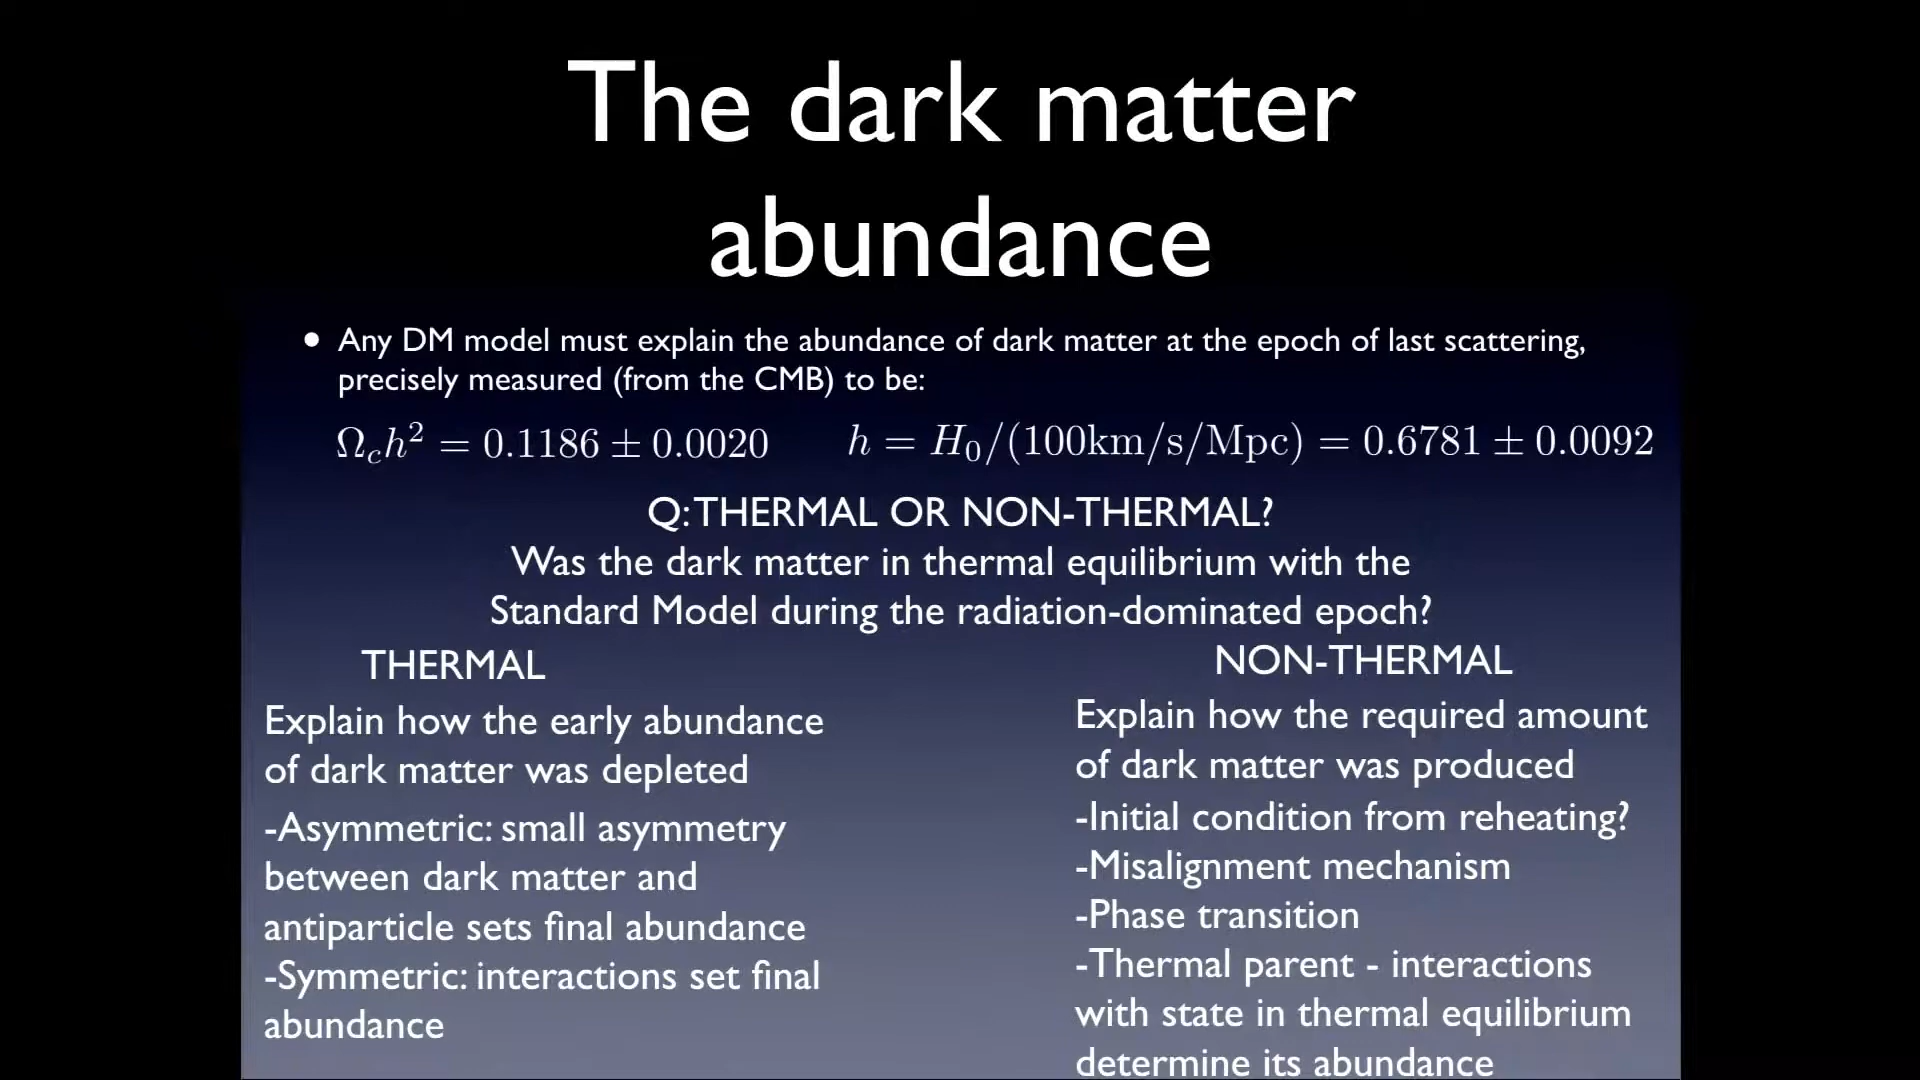 The dark matter
abundance
• Any DM model must explain the abundance of dark matter at the epoch of last scattering,
precisely measured (from the CMB) to be:
Ω_c h² = 0.1186 ± 0.0020 h = H₀/(100km/s/Mpc) = 0.6781 ± 0.0092
Q: THERMAL OR NON-THERMAL?
Was the dark matter in thermal equilibrium with the
Standard Model during the radiation-dominated epoch?
THERMAL
Explain how the early abundance
of dark matter was depleted
-Asymmetric: small asymmetry
between dark matter and
antiparticle sets final abundance
-Symmetric: interactions set final
abundance
NON-THERMAL
Explain how the required amount
of dark matter was produced
-Initial condition from reheating?
-Misalignment mechanism
-Phase transition
-Thermal parent - interactions
with state in thermal equilibrium
determine its abundance